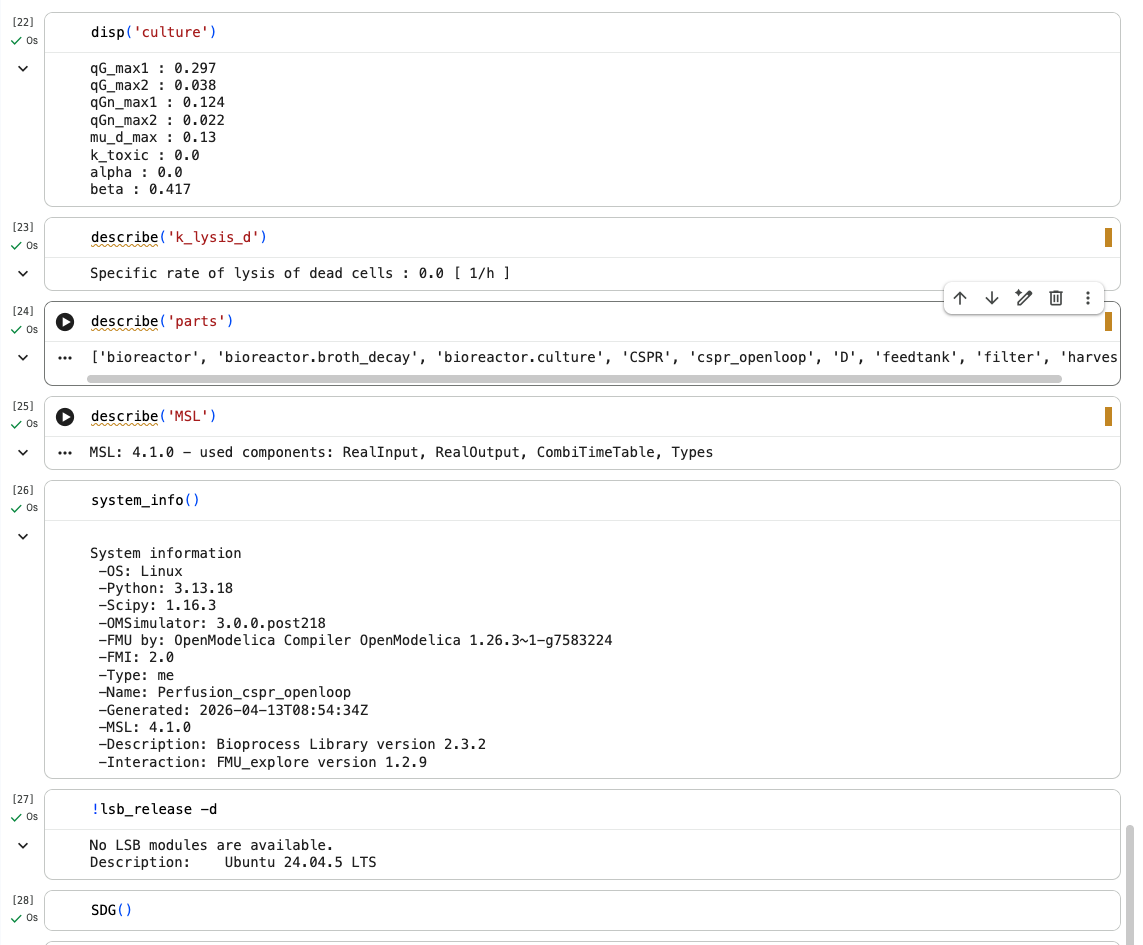 [22]
0s
disp('culture')
qG_max1 : 0.297
qG_max2 : 0.038
qGn_max1 : 0.124
qGn_max2 : 0.022
mu_d_max : 0.13
k_toxic : 0.0
alpha : 0.0
beta : 0.417
[23]
0s
describe('k_lysis_d')
Specific rate of lysis of dead cells : 0.0 [ 1/h ]
[24]
0s
describe('parts')
['bioreactor', 'bioreactor.broth_decay', 'bioreactor.culture', 'CSPR', 'cspr_openloop', 'D', 'feedtank', 'filter', 'harves
[25]
0s
describe('MSL')
MSL: 4.1.0 – used components: RealInput, RealOutput, CombiTimeTable, Types
[26]
0s
system_info()
System information
-OS: Linux
-Python: 3.13.18
-Scipy: 1.16.3
-OMSimulator: 3.0.0.post218
-FMU by: OpenModelica Compiler OpenModelica 1.26.3~1-g7583224
-FMI: 2.0
-Type: me
-Name: Perfusion_cspr_openloop
-Generated: 2026-04-13T08:54:34Z
-MSL: 4.1.0
-Description: Bioprocess Library version 2.3.2
-Interaction: FMU_explore version 1.2.9
[27]
0s
!lsb_release -d
No LSB modules are available.
Description: Ubuntu 24.04.5 LTS
[28]
0s
SDG()